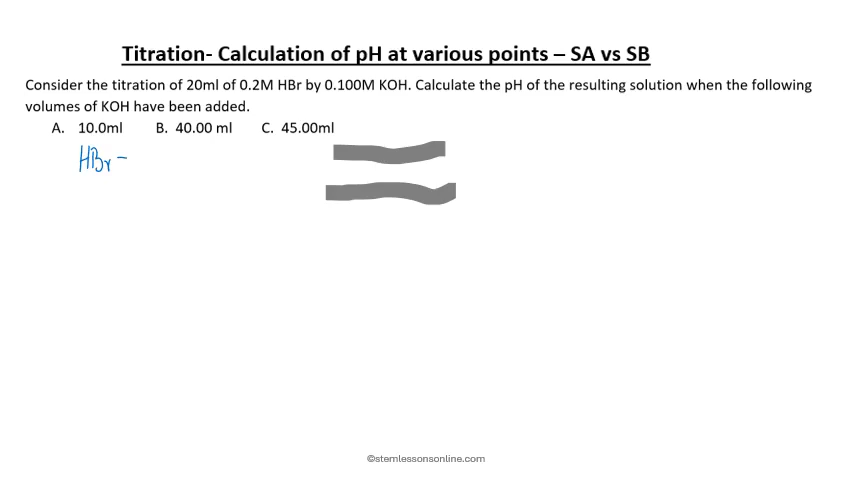 Titration- Calculation of pH at various points – SA vs SB
Consider the titration of 20ml of 0.2M HBr by 0.100M KOH. Calculate the pH of the resulting solution when the following
volumes of KOH have been added.
A. 10.0ml B. 40.00 ml C. 45.00ml
HBr -
©stemlessonsonline.com